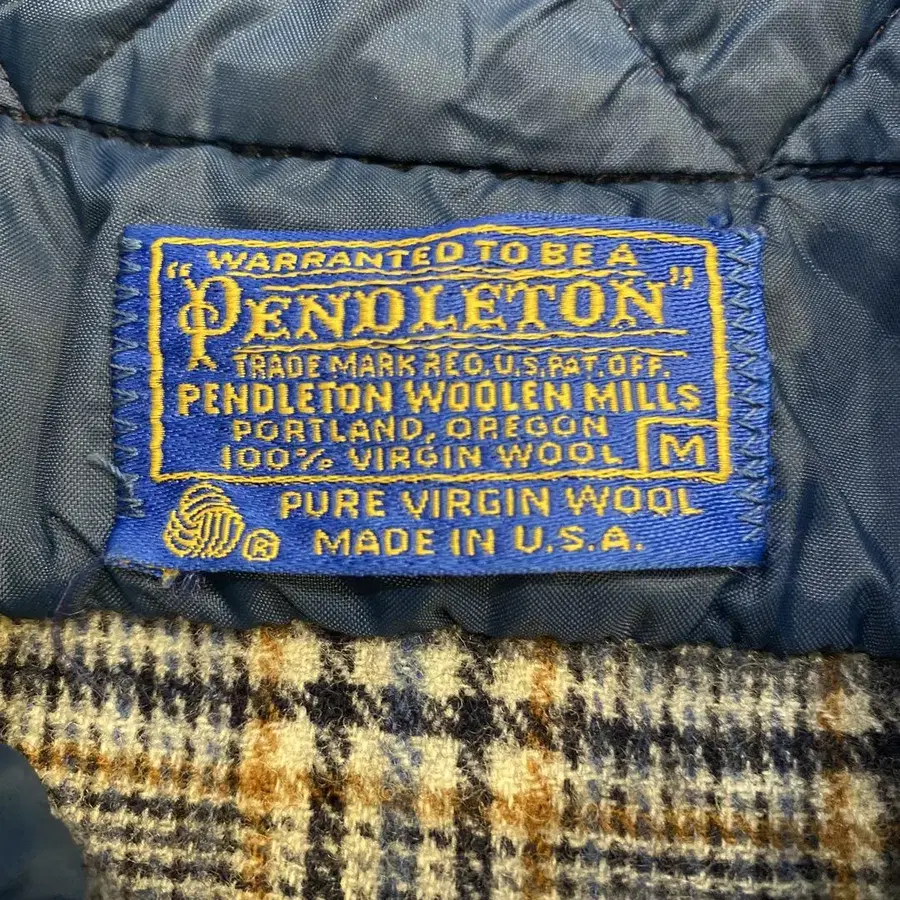 WARRANTED TO BE A
"PENDLETON"
TRADE MARK REG. U.S. PAT. OFF.
PENDLETON WOOLEN MILLS
PORTLAND, OREGON
100% VIRGIN WOOL M
PURE VIRGIN WOOL
® MADE IN U.S.A.